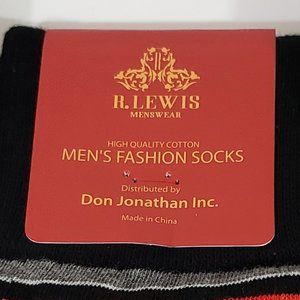 R.LEWIS
MENSWEAR
HIGH QUALITY COTTON
MEN'S FASHION SOCKS
Distributed by
Don Jonathan Inc.
Made in China